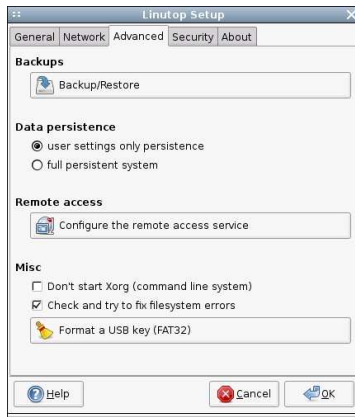 Linutop Setup
General Network Advanced Security About
Backups
Backup/Restore
Data persistence
user settings only persistence
full persistent system
Remote access
Configure the remote access service
Misc
Don't start Xorg (command line system)
Check and try to fix filesystem errors
Format a USB key (FAT32)
Help Cancel OK